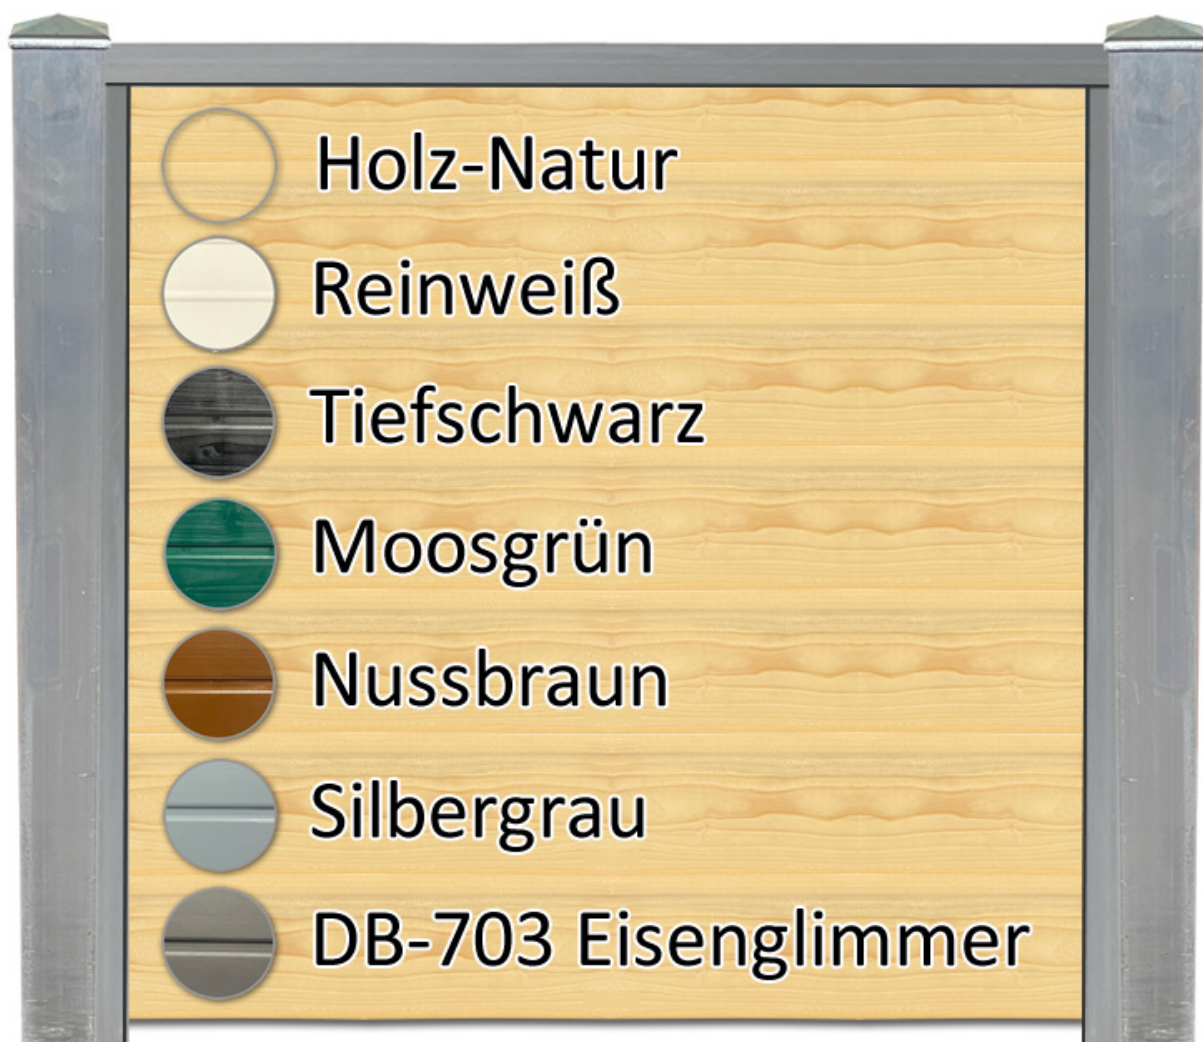 Holz-Natur
Reinweiß
Tiefschwarz
Moosgrün
Nussbraun
Silbergrau
DB-703 Eisenglimmer